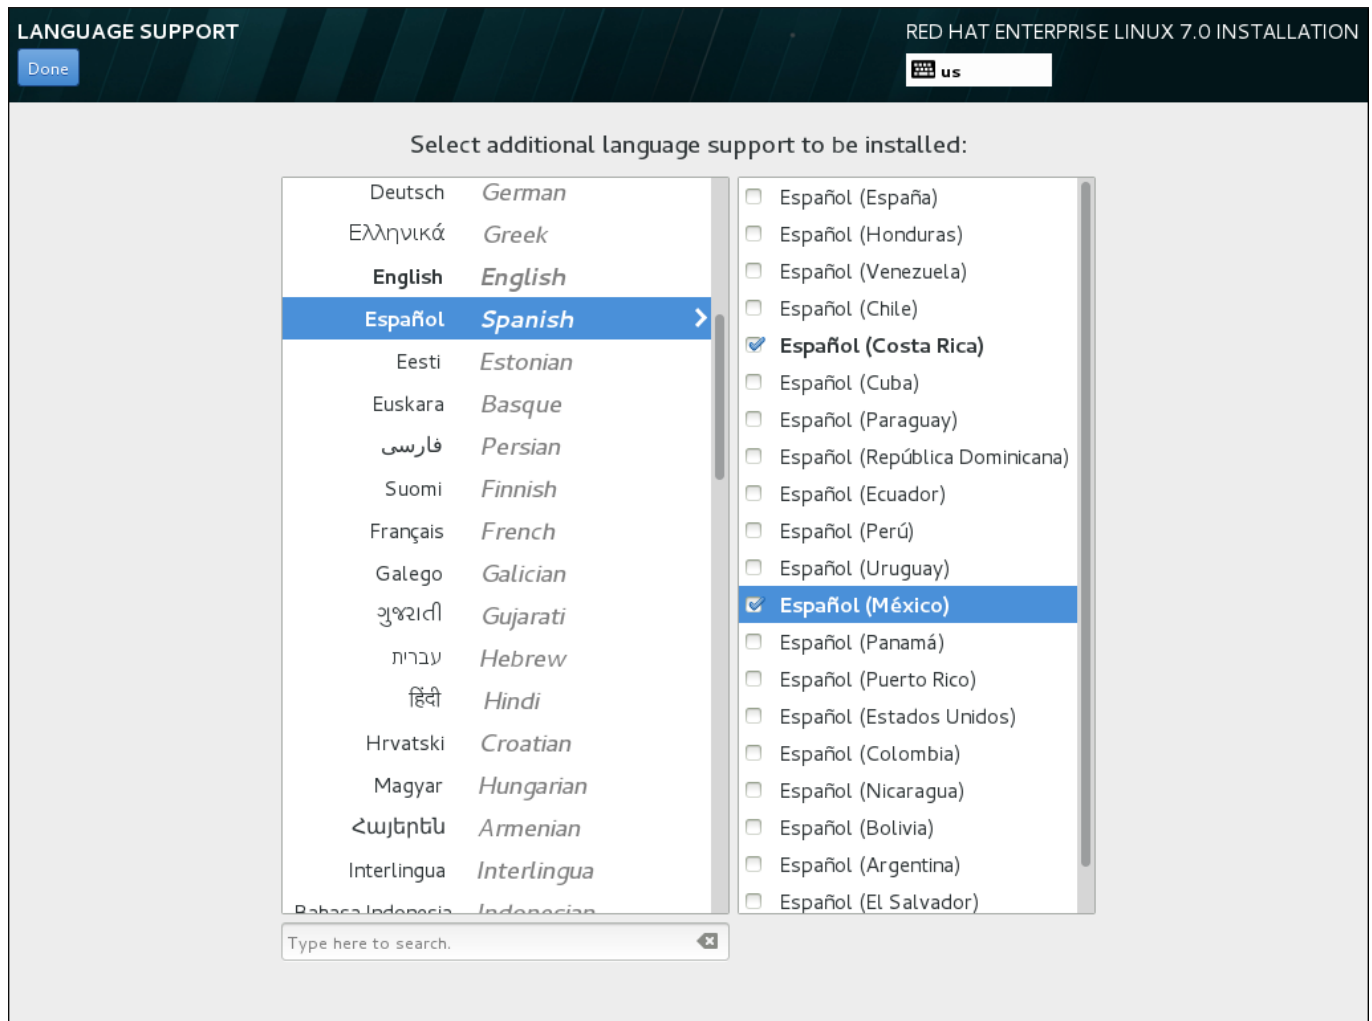 LANGUAGE SUPPORT
RED HAT ENTERPRISE LINUX 7.0 INSTALLATION
Done
us
Select additional language support to be installed:
Deutsch German
Ελληνικά Greek
English English
Español Spanish
Eesti Estonian
Euskara Basque
فارسی Persian
Suomi Finnish
Français French
Galego Galician
ગુજરાતી Gujarati
עברית Hebrew
हिंदी Hindi
Hrvatski Croatian
Magyar Hungarian
Հայերեն Armenian
Interlingua Interlingua
Bahasa Indonesia Indonesian
Español (España)
Español (Honduras)
Español (Venezuela)
Español (Chile)
Español (Costa Rica)
Español (Cuba)
Español (Paraguay)
Español (República Dominicana)
Español (Ecuador)
Español (Perú)
Español (Uruguay)
Español (México)
Español (Panamá)
Español (Puerto Rico)
Español (Estados Unidos)
Español (Colombia)
Español (Nicaragua)
Español (Bolivia)
Español (Argentina)
Español (El Salvador)
Type here to search.